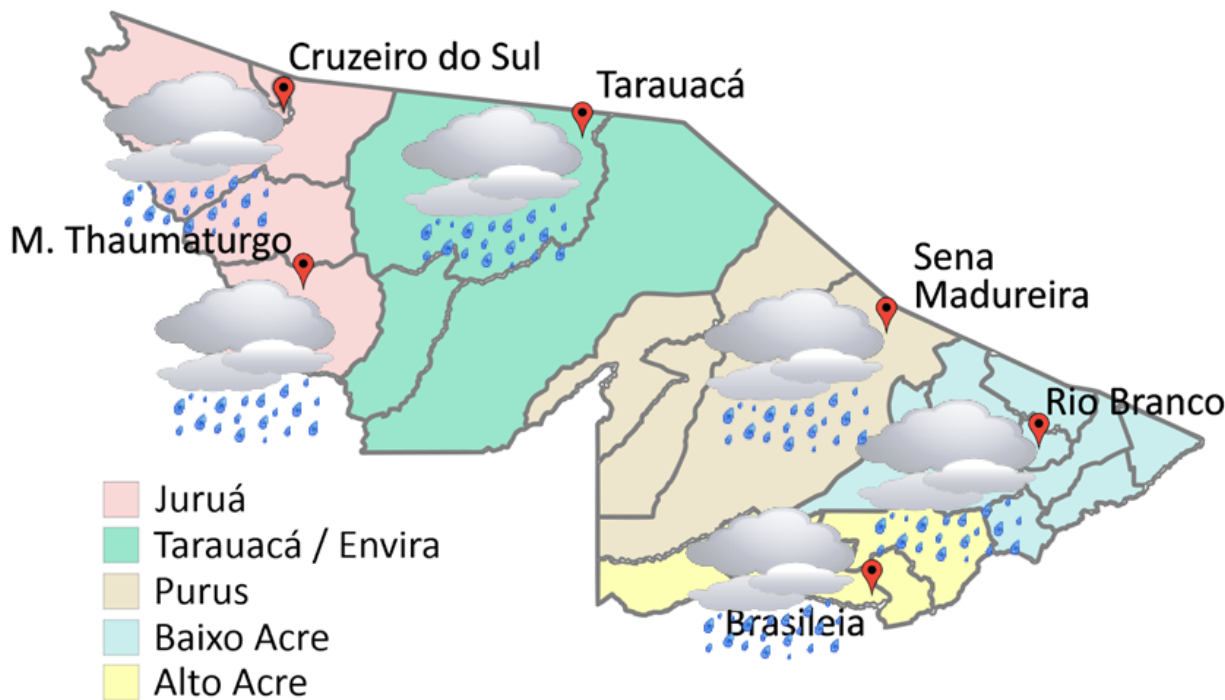 Cruzeiro do Sul
Tarauacá
M. Thaumaturgo
Sena
Madureira
Rio Branco
Brasileia
Juruá
Tarauacá / Envira
Purus
Baixo Acre
Alto Acre